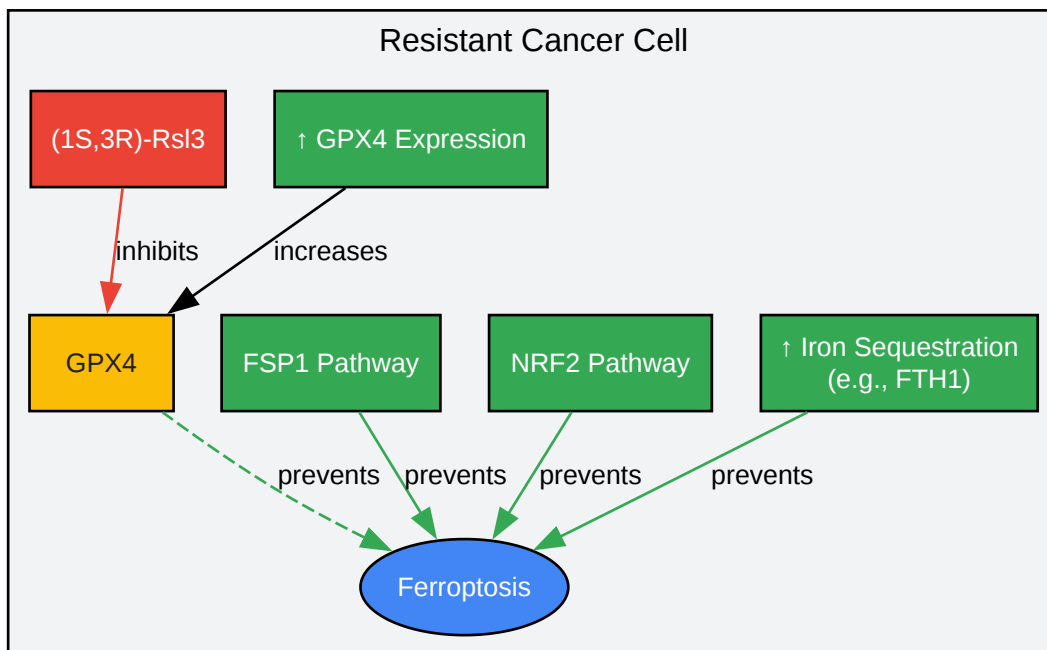 Resistant Cancer Cell
(1S,3R)-Rsl3
↑ GPX4 Expression
inhibits
increases
GPX4
FSP1 Pathway
NRF2 Pathway
↑ Iron Sequestration
(e.g., FTH1)
prevents
prevents
prevents
prevents
Ferroptosis